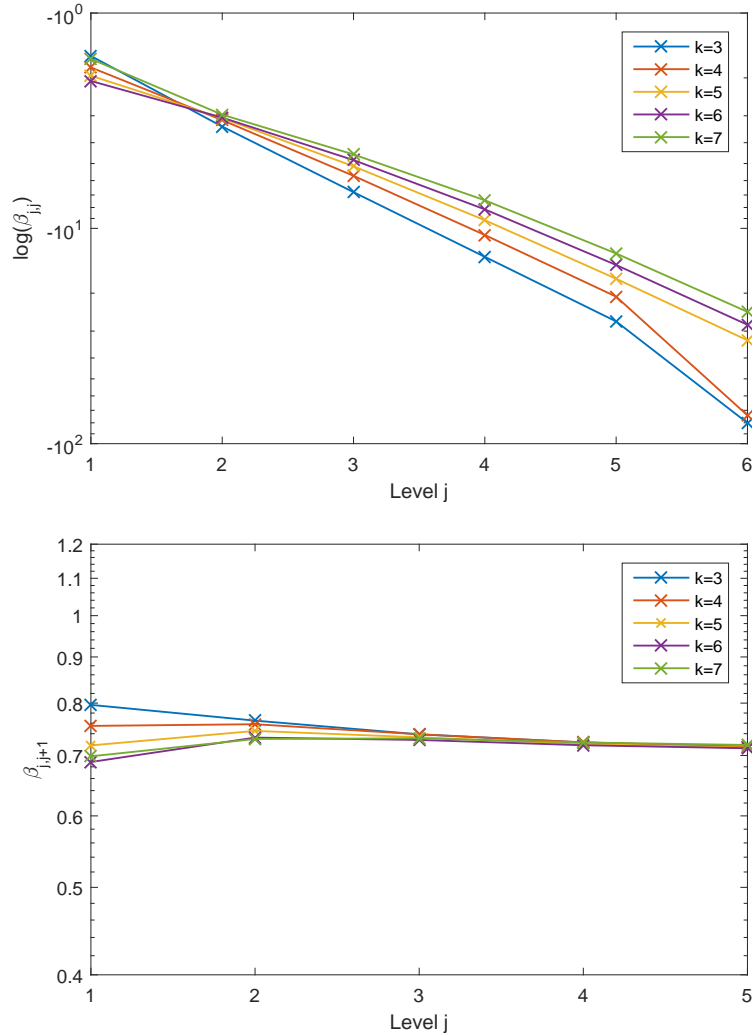 -10^0
-10^1
-10^2
log(β_{j,j})
1 2 3 4 5 6
Level j
k=3
k=4
k=5
k=6
k=7
1.2
1.1
1
0.9
0.8
0.7
0.6
0.5
0.4
β_{j,j+1}
1 2 3 4 5
Level j
k=3
k=4
k=5
k=6
k=7